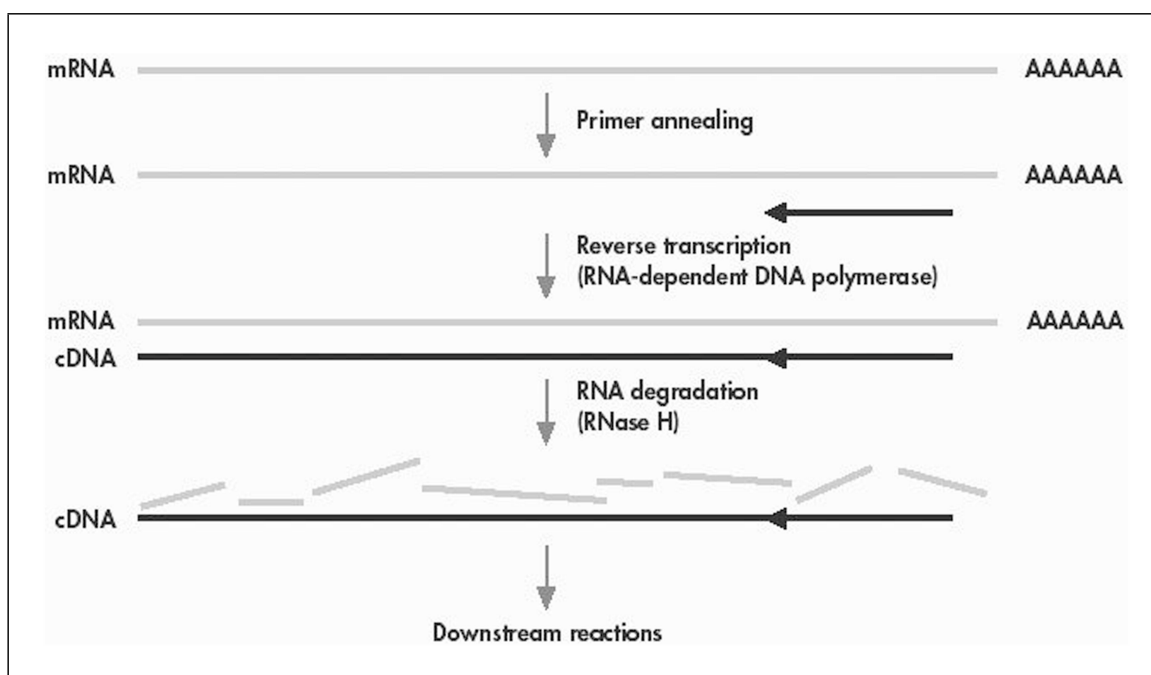 mRNA AAAAAA
Primer annealing
mRNA AAAAAA
Reverse transcription
(RNA-dependent DNA polymerase)
mRNA AAAAAA
cDNA
RNA degradation
(RNase H)
cDNA
Downstream reactions